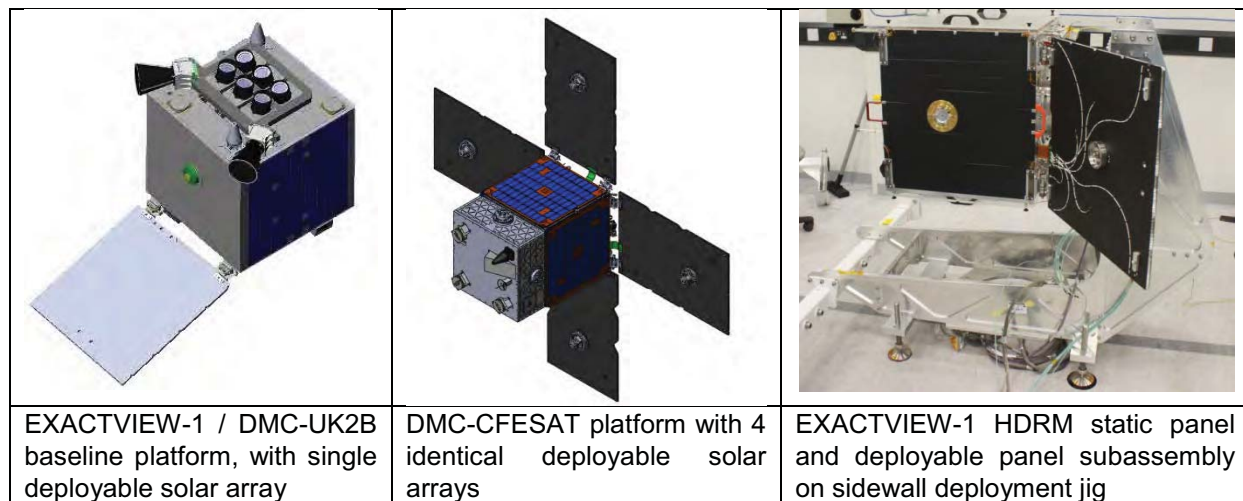 EXACTVIEW-1 / DMC-UK2B
baseline platform, with single
deployable solar array
DMC-CFESAT platform with 4
identical deployable solar
arrays
EXACTVIEW-1 HDRM static panel
and deployable panel subassembly
on sidewall deployment jig